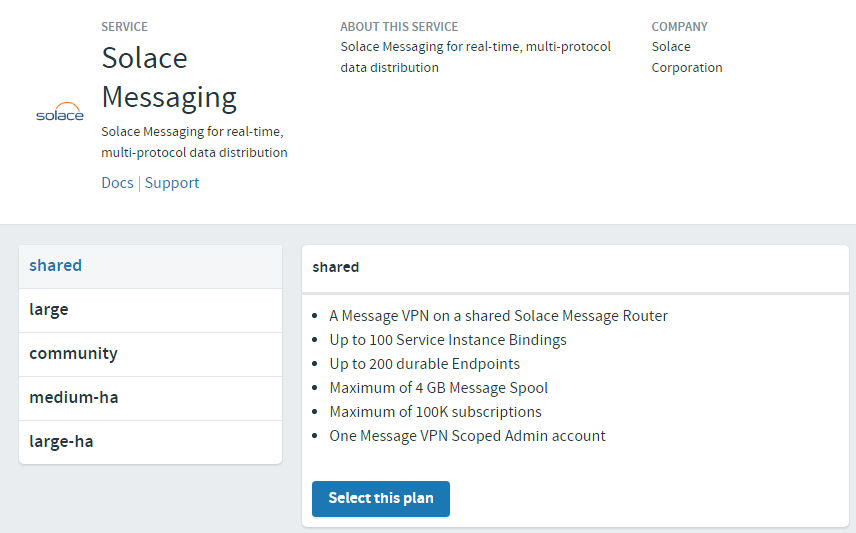 SERVICE
Solace
Messaging
Solace Messaging for real-time,
multi-protocol data distribution
Docs | Support
ABOUT THIS SERVICE
Solace Messaging for real-time, multi-protocol
data distribution
COMPANY
Solace
Corporation
solace
shared
large
community
medium-ha
large-ha
shared
A Message VPN on a shared Solace Message Router
Up to 100 Service Instance Bindings
Up to 200 durable Endpoints
Maximum of 4 GB Message Spool
Maximum of 100K subscriptions
One Message VPN Scoped Admin account
Select this plan